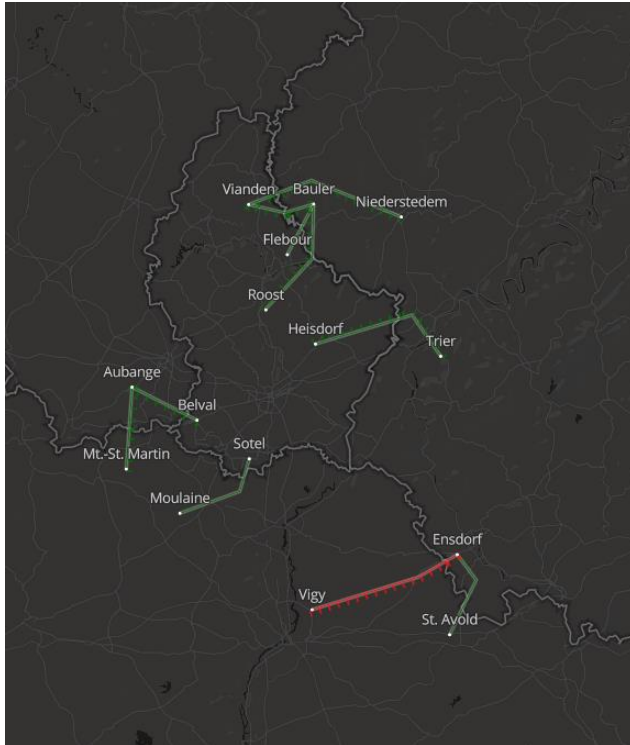 Vianden
Bauler
Niederstedem
Flebour
Roost
Heisdorf
Trier
Aubange
Belval
Sotel
Mt.-St. Martin
Moulaine
Ensdorf
Vigy
St. Avold